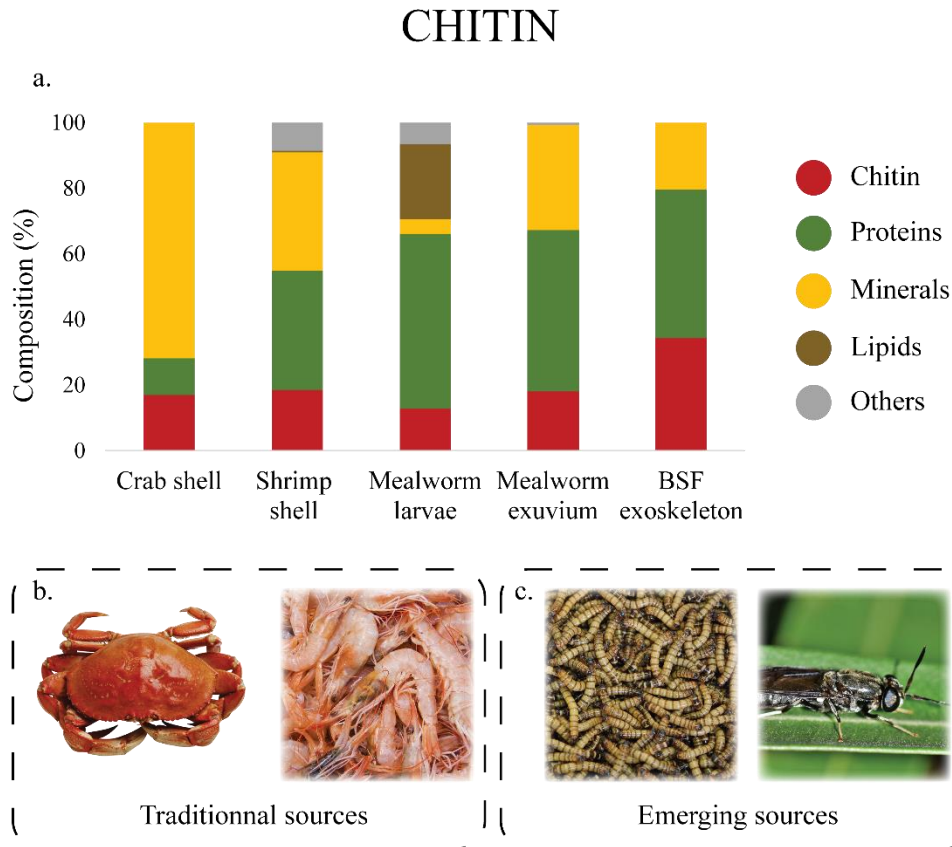 CHITIN
a.
100
80
60
40
20
0
Composition (%)
Crab shell
Shrimp
shell
Mealworm
larvae
Mealworm
exuvium
BSF
exoskeleton
Chitin
Proteins
Minerals
Lipids
Others
b.
Traditionnal sources
c.
Emerging sources